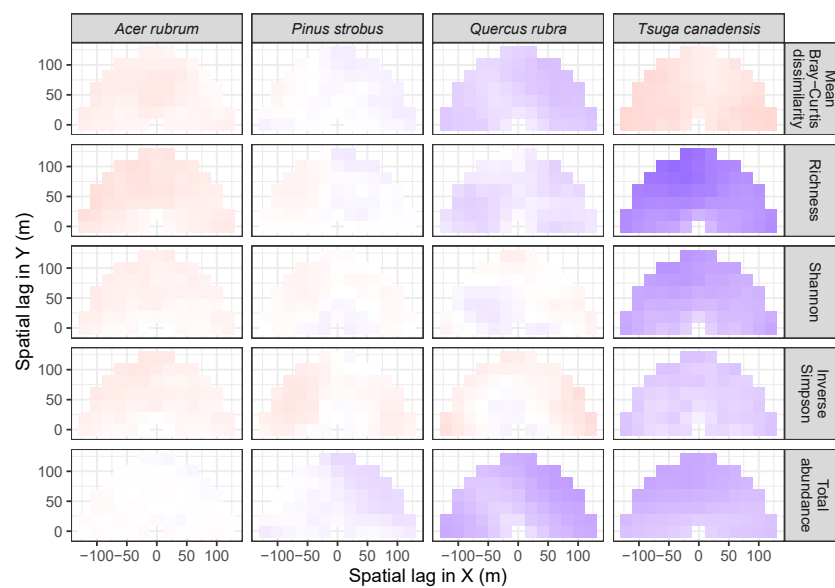 Acer rubrum Pinus strobus Quercus rubra Tsuga canadensis
100
50
0
Mean
Bray−Curtis
dissimilarity
100
50
0
Richness
100
50
0
Shannon
100
50
0
Inverse
Simpson
100
50
0
Total
abundance
−100−50 0 50 100 −100−50 0 50 100 −100−50 0 50 100 −100−50 0 50 100
Spatial lag in X (m)
Spatial lag in Y (m)